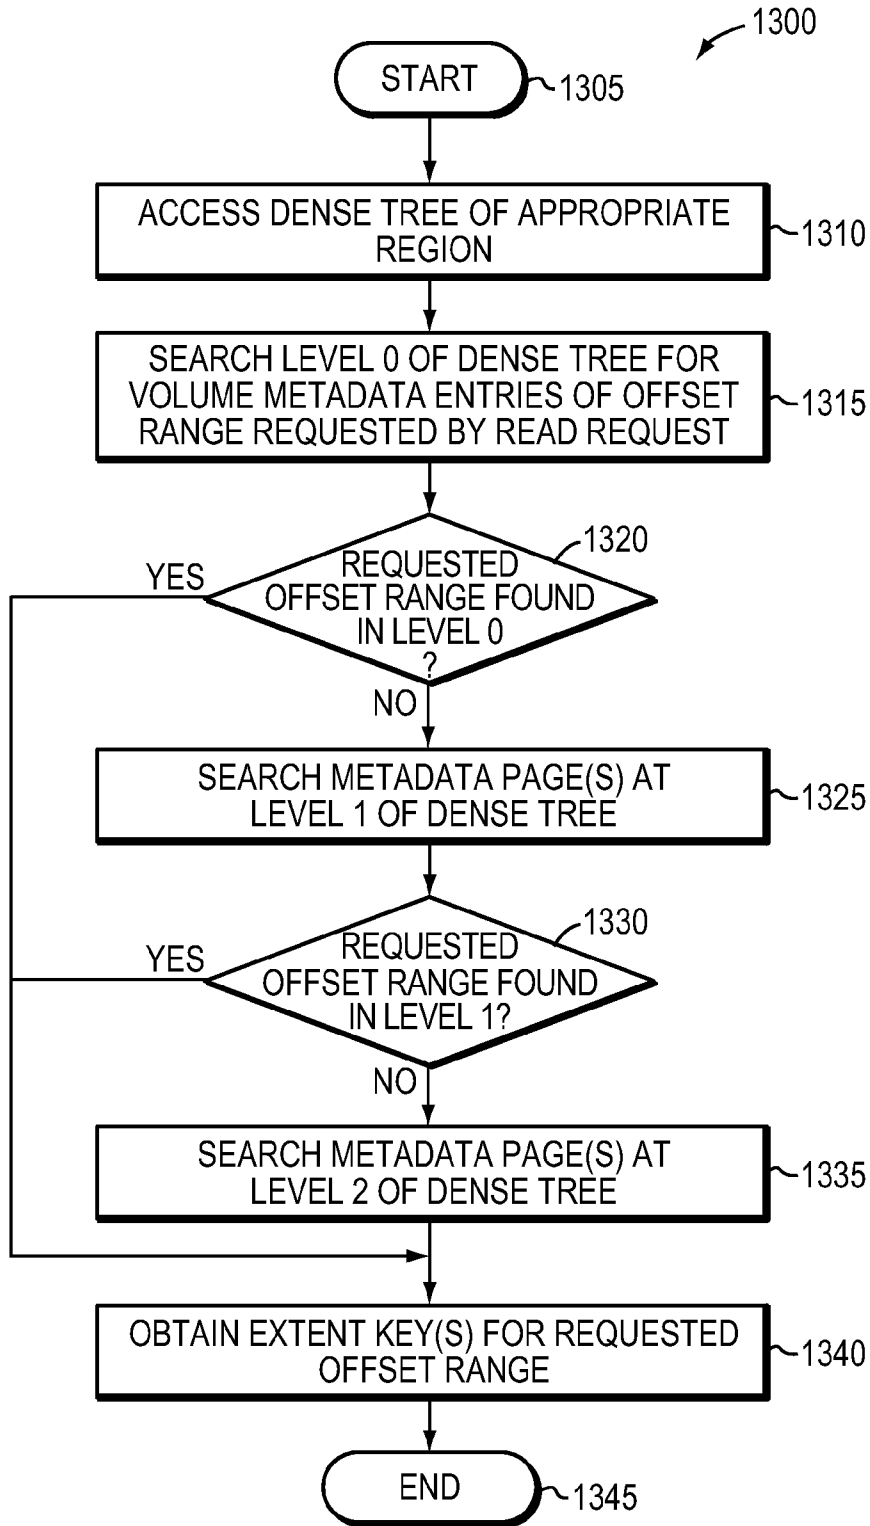 1300
START
1305
ACCESS DENSE TREE OF APPROPRIATE
REGION
1310
SEARCH LEVEL 0 OF DENSE TREE FOR
VOLUME METADATA ENTRIES OF OFFSET
RANGE REQUESTED BY READ REQUEST
1315
1320
YES
REQUESTED
OFFSET RANGE FOUND
IN LEVEL 0
?
NO
SEARCH METADATA PAGE(S) AT
LEVEL 1 OF DENSE TREE
1325
1330
YES
REQUESTED
OFFSET RANGE FOUND
IN LEVEL 1?
NO
SEARCH METADATA PAGE(S) AT
LEVEL 2 OF DENSE TREE
1335
OBTAIN EXTENT KEY(S) FOR REQUESTED
OFFSET RANGE
1340
END
1345